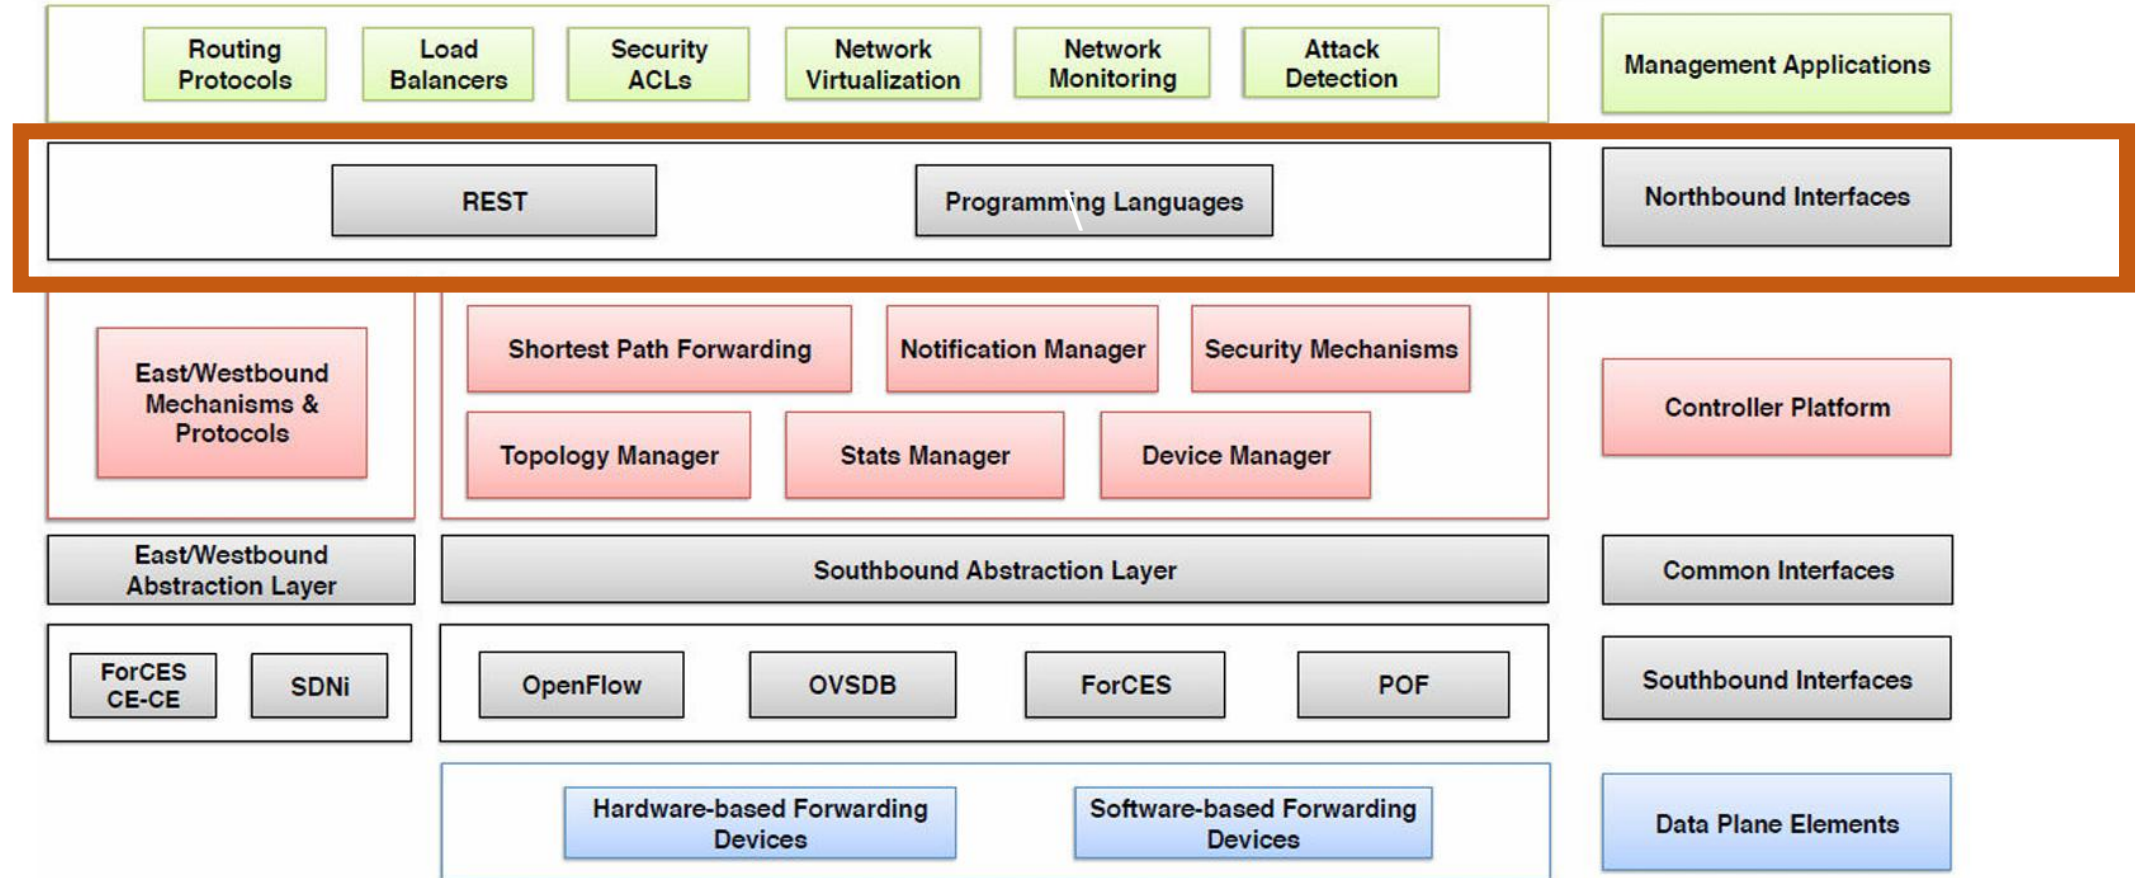 Routing
Protocols
Load
Balancers
Security
ACLs
Network
Virtualization
Network
Monitoring
Attack
Detection
Management Applications
REST
Programming Languages
Northbound Interfaces
East/Westbound
Mechanisms &
Protocols
Shortest Path Forwarding
Notification Manager
Security Mechanisms
Topology Manager
Stats Manager
Device Manager
Controller Platform
East/Westbound
Abstraction Layer
Southbound Abstraction Layer
Common Interfaces
ForCES
CE-CE
SDNi
OpenFlow
OVSDB
ForCES
POF
Southbound Interfaces
Hardware-based Forwarding
Devices
Software-based Forwarding
Devices
Data Plane Elements